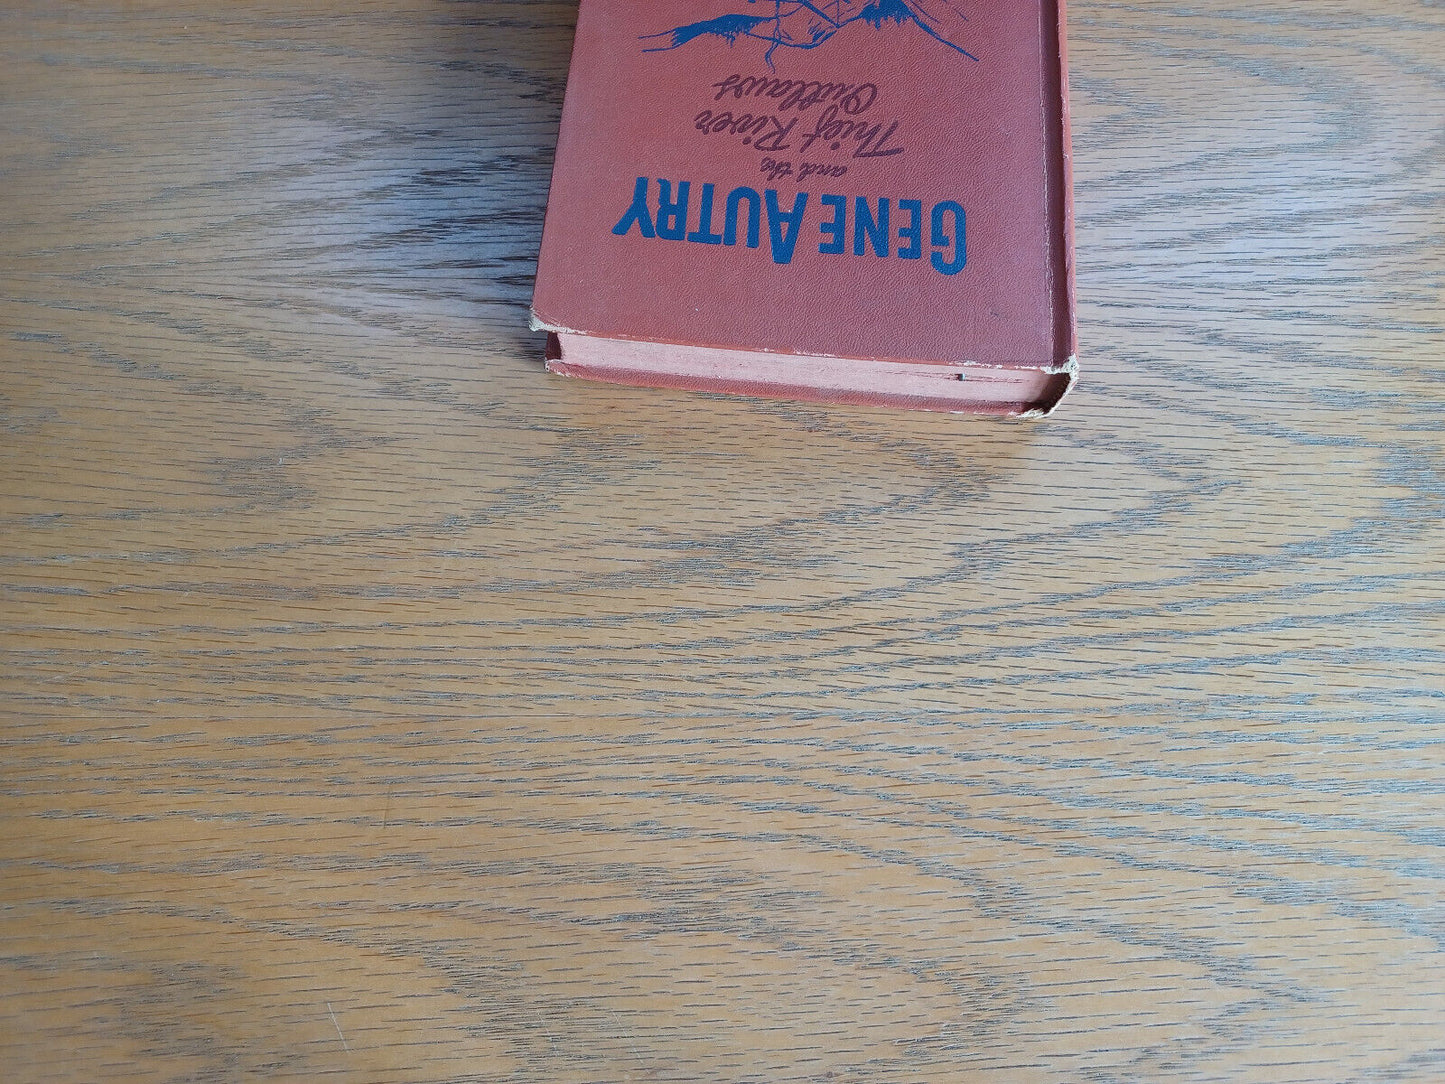 GENE AUTRY
and the
Thief River
Outlaws